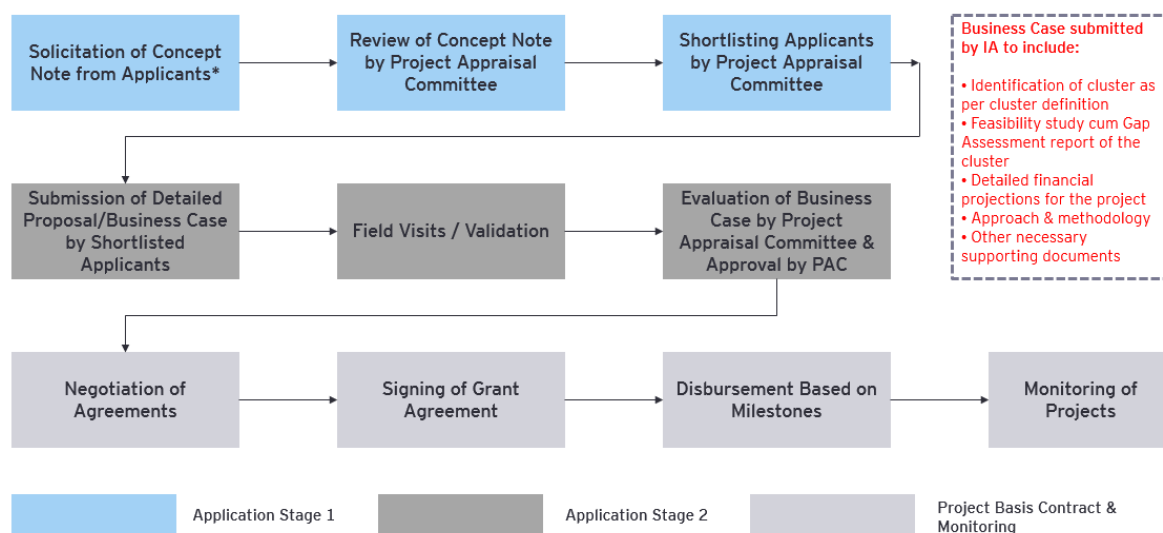 Solicitation of Concept
Note from Applicants*
Review of Concept Note
by Project Appraisal
Committee
Shortlisting Applicants
by Project Appraisal
Committee
Business Case submitted
by IA to include:
• Identification of cluster as
per cluster definition
• Feasibility study cum Gap
Assessment report of the
cluster
• Detailed financial
projections for the project
• Approach & methodology
• Other necessary
supporting documents
Submission of Detailed
Proposal/Business Case
by Shortlisted
Applicants
Field Visits / Validation
Evaluation of Business
Case by Project
Appraisal Committee &
Approval by PAC
Negotiation of
Agreements
Signing of Grant
Agreement
Disbursement Based on
Milestones
Monitoring of
Projects
Application Stage 1
Application Stage 2
Project Basis Contract &
Monitoring